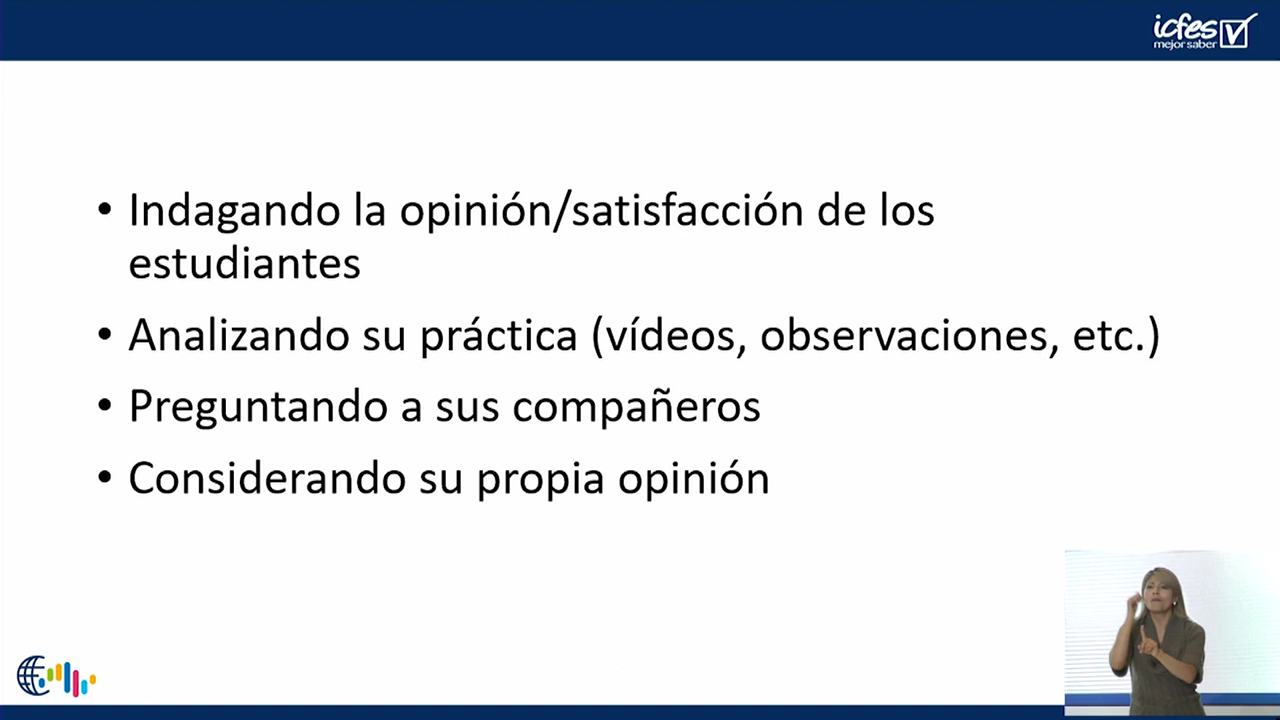 icfes
mejor saber
• Indagando la opinión/satisfacción de los
estudiantes
• Analizando su práctica (vídeos, observaciones, etc.)
• Preguntando a sus compañeros
• Considerando su propia opinión